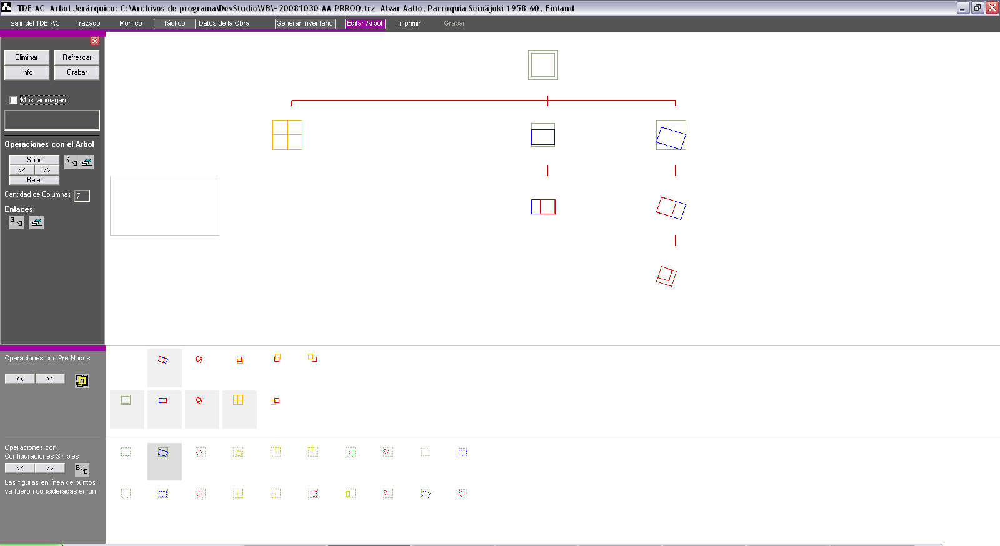 TDE-AC Arbol Jerárquico: C:\Archivos de programa\DevStudio\VB\+20081030-AA-PRROQ.trz Alvar Aalto, Parroquia Seinäjoki 1958-60, Finland
Salir del TDE-AC Trazado Mórfico Táctico Datos de la Obra Generar Inventario Editar Arbol Imprimir Grabar
Eliminar Refrescar
Info Grabar
Mostrar imagen
Operaciones con el Arbol
Subir
<< >>
Bajar
Cantidad de Columnas 7
Enlaces
Operaciones con Pre-Nodos
<< >>
Operaciones con
Configuraciones Simples
<< >>
Las figuras en línea de puntos
ya fueron consideradas en un